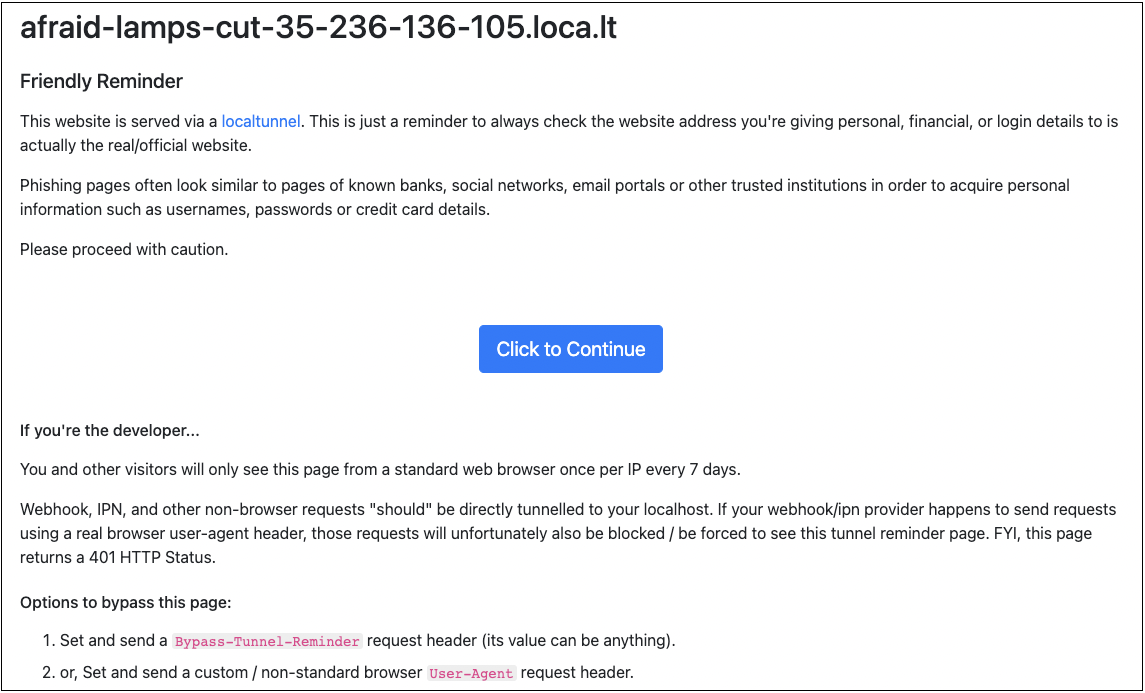 afraid-lamps-cut-35-236-136-105.loca.lt
Friendly Reminder
This website is served via a localtunnel. This is just a reminder to always check the website address you're giving personal, financial, or login details to is
actually the real/official website.
Phishing pages often look similar to pages of known banks, social networks, email portals or other trusted institutions in order to acquire personal
information such as usernames, passwords or credit card details.
Please proceed with caution.
Click to Continue
If you're the developer...
You and other visitors will only see this page from a standard web browser once per IP every 7 days.
Webhook, IPN, and other non-browser requests "should" be directly tunnelled to your localhost. If your webhook/ipn provider happens to send requests
using a real browser user-agent header, those requests will unfortunately also be blocked / be forced to see this tunnel reminder page. FYI, this page
returns a 401 HTTP Status.
Options to bypass this page:
1. Set and send a Bypass-Tunnel-Reminder request header (its value can be anything).
2. or, Set and send a custom / non-standard browser User-Agent request header.